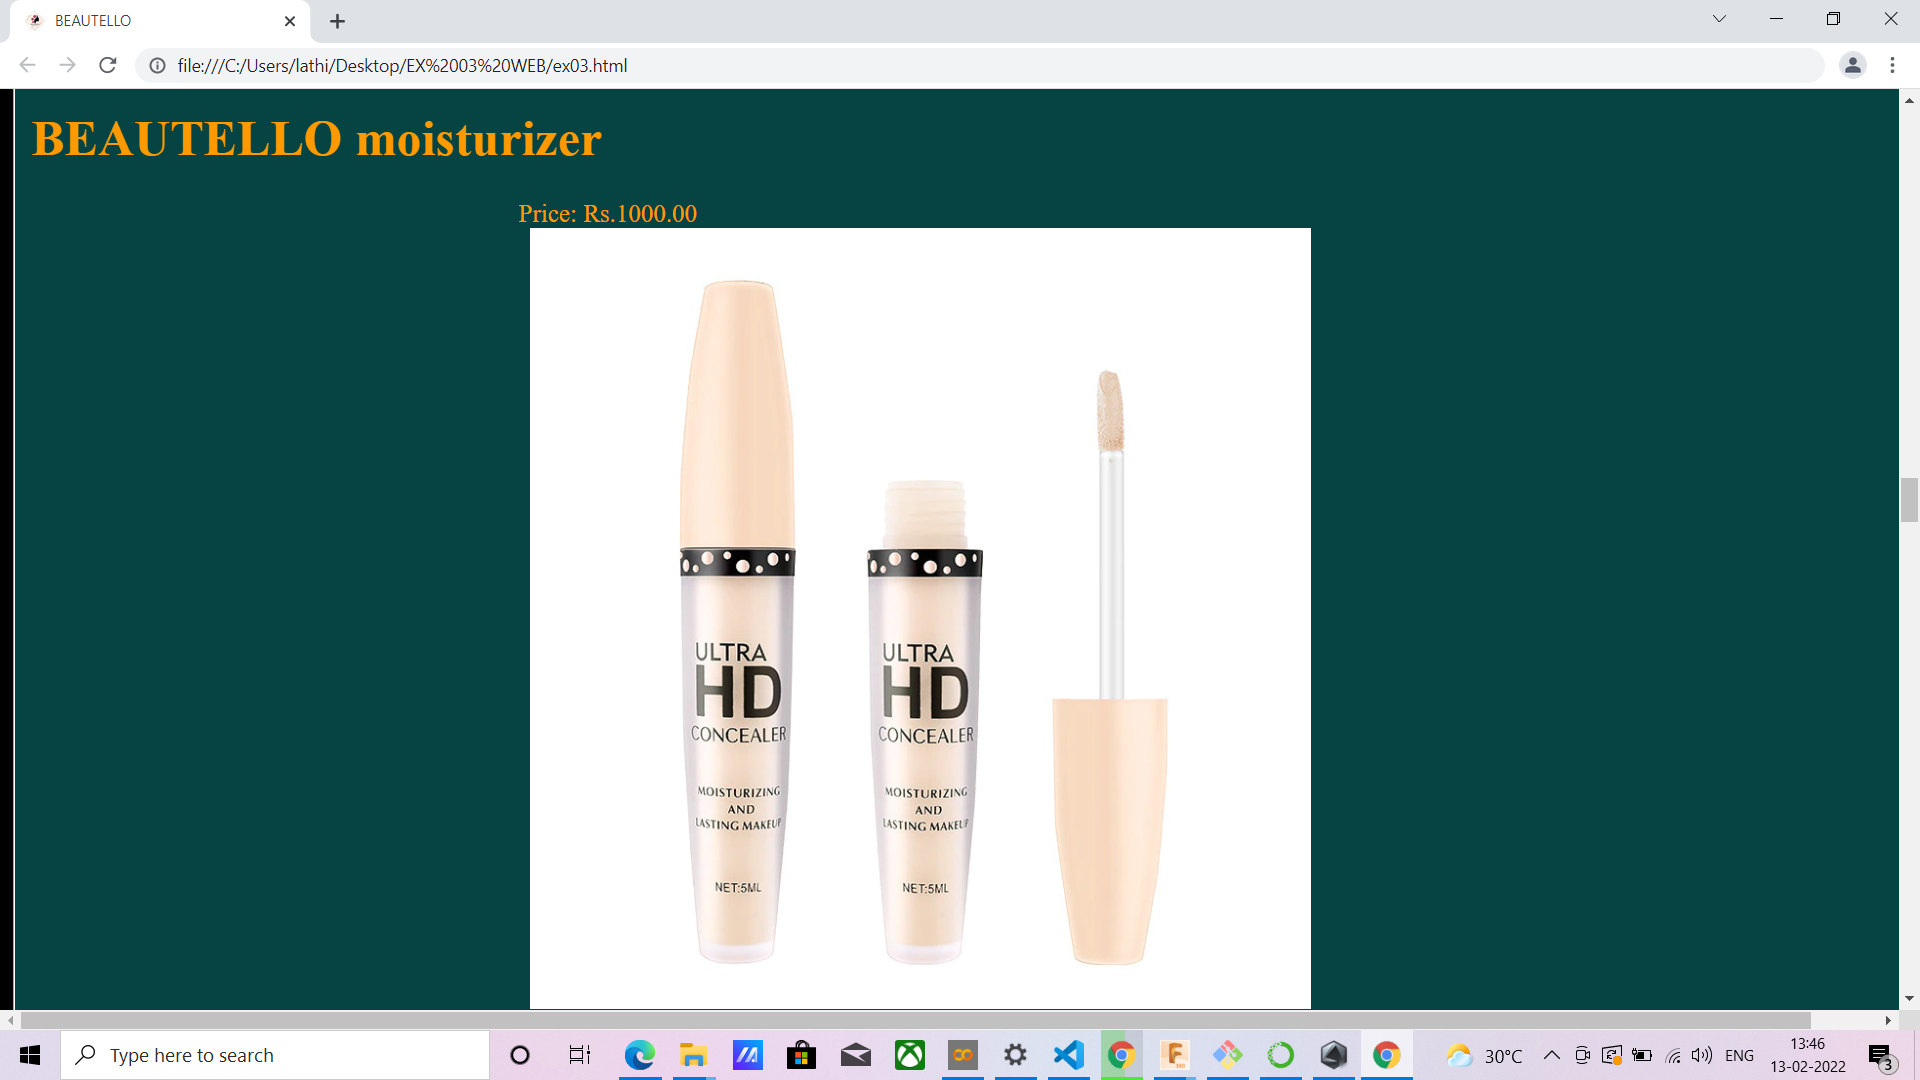 BEAUTELLO
file:///C:/Users/lathi/Desktop/EX%2003%20WEB/ex03.html
BEAUTELLO moisturizer
Price: Rs.1000.00
ULTRA
HD
CONCEALER
MOISTURIZING
AND
LASTING MAKEUP
NET:5ML
ULTRA
HD
CONCEALER
MOISTURIZING
AND
LASTING MAKEUP
NET:5ML
Type here to search
30°C
ENG
13:46
13-02-2022
3